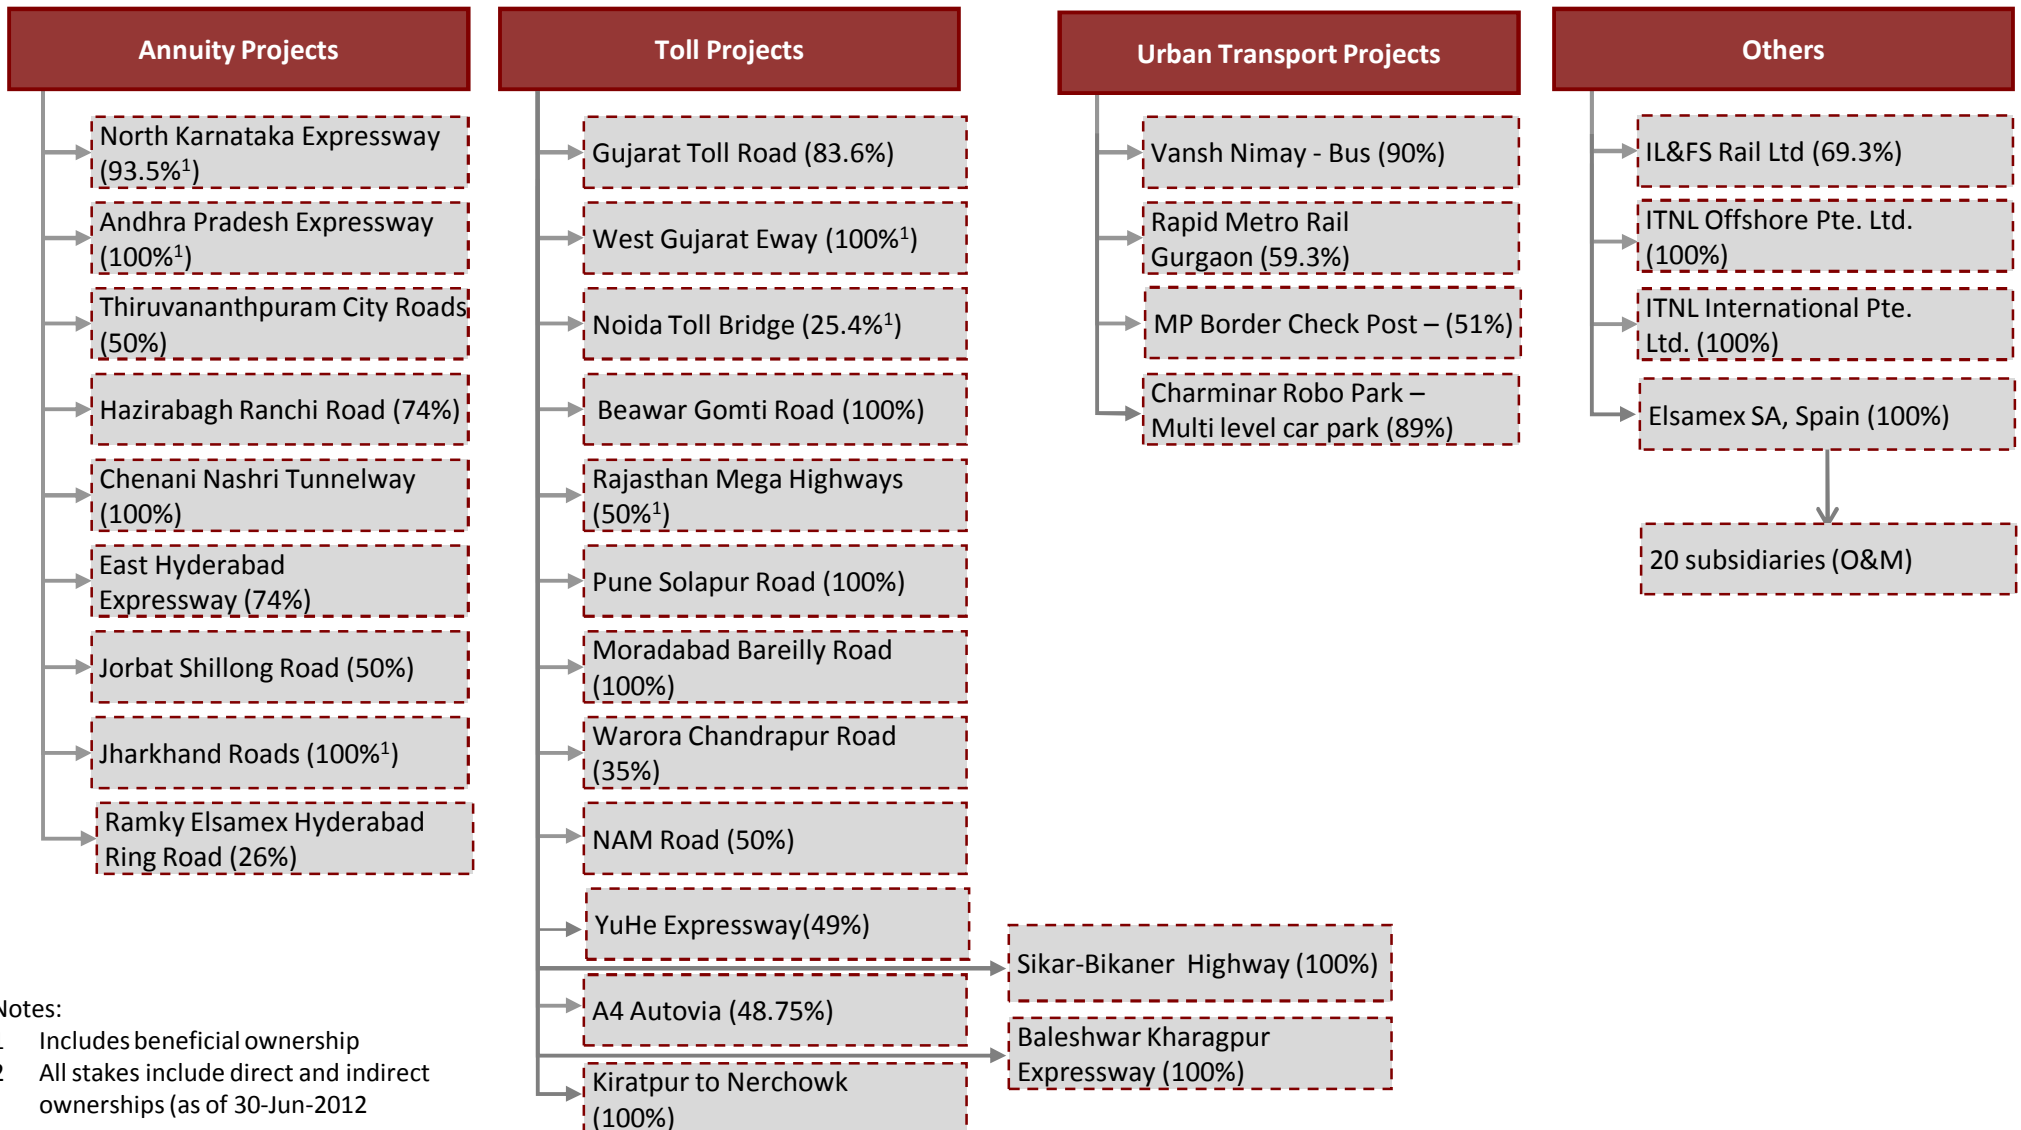 Annuity Projects
North Karnataka Expressway
(93.5%¹)
Andhra Pradesh Expressway
(100%¹)
Thiruvananthpuram City Roads
(50%)
Hazirabagh Ranchi Road (74%)
Chenani Nashri Tunnelway
(100%)
East Hyderabad
Expressway (74%)
Jorbat Shillong Road (50%)
Jharkhand Roads (100%¹)
Ramky Elsamex Hyderabad
Ring Road (26%)
Toll Projects
Gujarat Toll Road (83.6%)
West Gujarat Eway (100%¹)
Noida Toll Bridge (25.4%¹)
Beawar Gomti Road (100%)
Rajasthan Mega Highways
(50%¹)
Pune Solapur Road (100%)
Moradabad Bareilly Road
(100%)
Warora Chandrapur Road
(35%)
NAM Road (50%)
YuHe Expressway(49%)
A4 Autovia (48.75%)
Kiratpur to Nerchowk
(100%)
Sikar-Bikaner Highway (100%)
Baleshwar Kharagpur
Expressway (100%)
Urban Transport Projects
Vansh Nimay - Bus (90%)
Rapid Metro Rail
Gurgaon (59.3%)
MP Border Check Post – (51%)
Charminar Robo Park –
Multi level car park (89%)
Others
IL&FS Rail Ltd (69.3%)
ITNL Offshore Pte. Ltd.
(100%)
ITNL International Pte.
Ltd. (100%)
Elsamex SA, Spain (100%)
20 subsidiaries (O&M)
Notes:
1 Includes beneficial ownership
2 All stakes include direct and indirect
ownerships (as of 30-Jun-2012